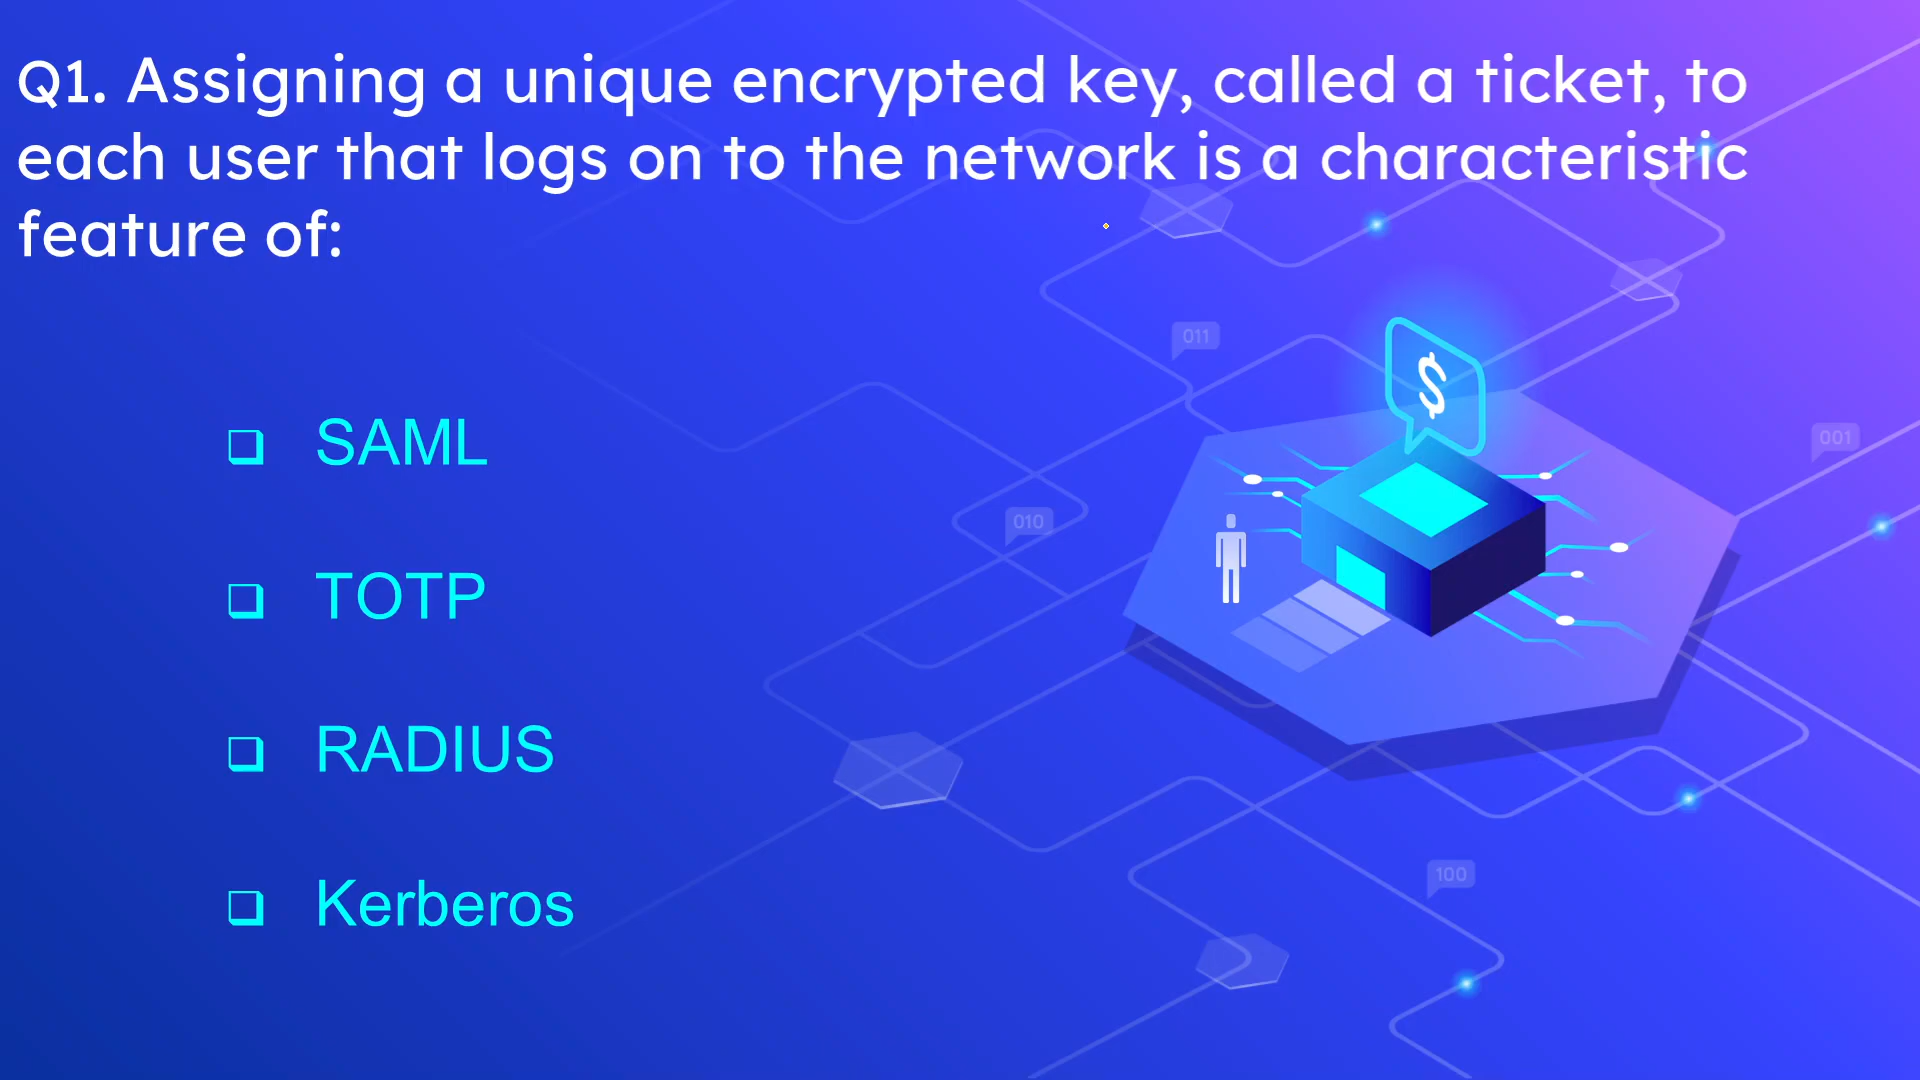 Q1. Assigning a unique encrypted key, called a ticket, to
each user that logs on to the network is a characteristic
feature of:
$
011
001
SAML
010
TOTP
RADIUS
100
Kerberos